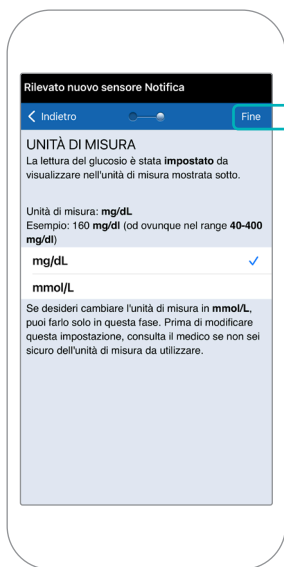 Rilevato nuovo sensore Notifica
Indietro
Fine
UNITÀ DI MISURA
La lettura del glucosio è stata impostato da
visualizzare nell'unità di misura mostrata sotto.
Unità di misura: mg/dL
Esempio: 160 mg/dl (od ovunque nel range 40-400
mg/dl)
mg/dL
mmol/L
Se desideri cambiare l'unità di misura in mmol/L,
puoi farlo solo in questa fase. Prima di modificare
questa impostazione, consulta il medico se non sei
sicuro dell'unità di misura da utilizzare.